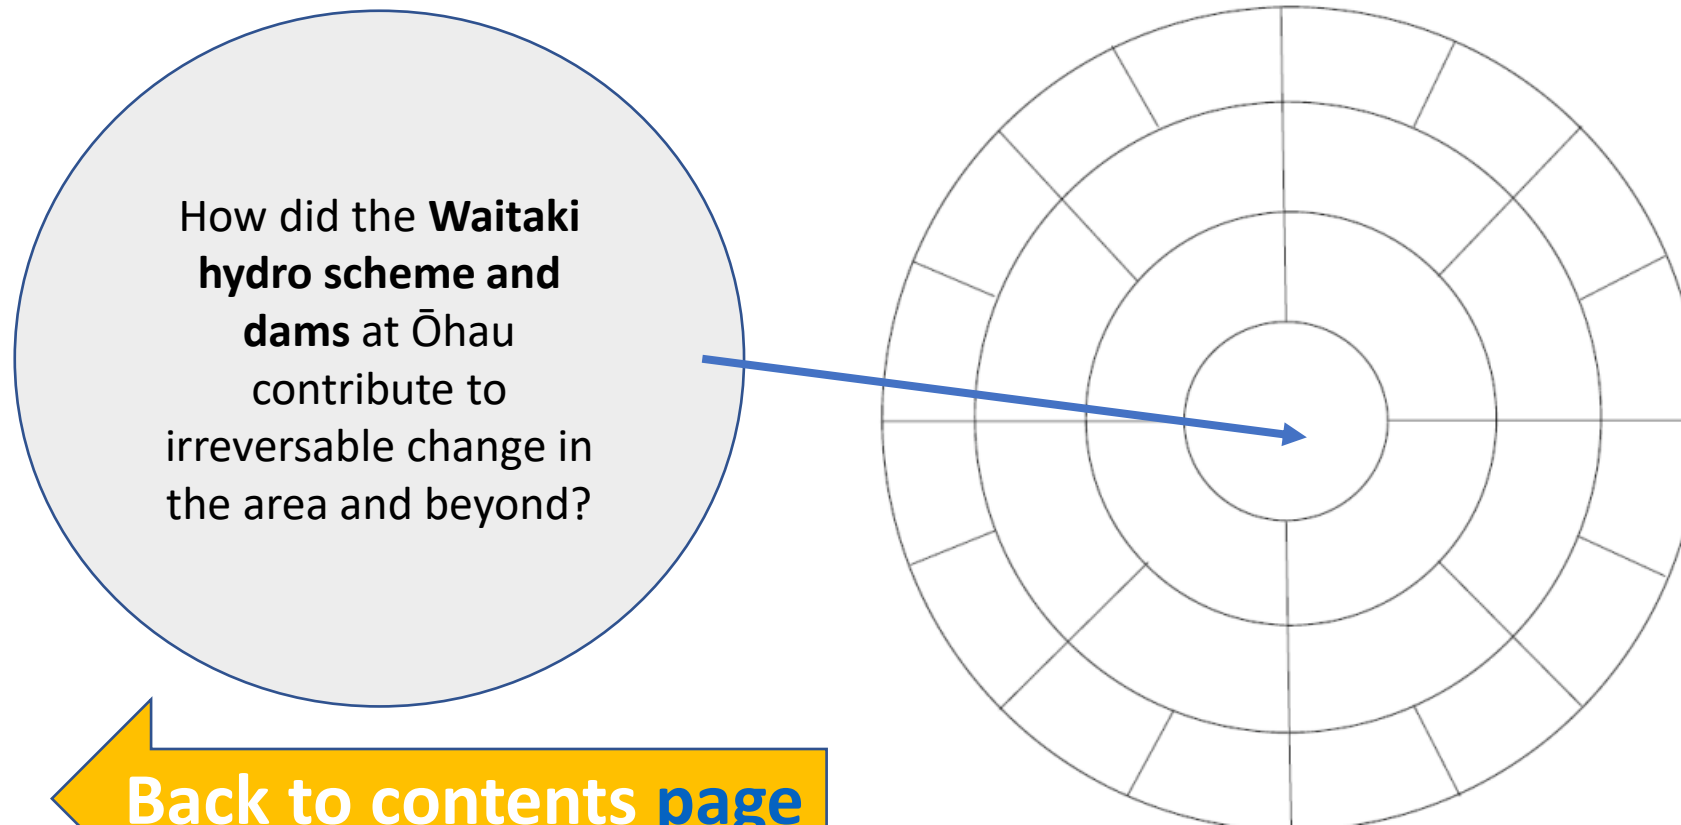 How did the Waitaki
hydro scheme and
dams at Ōhau
contribute to
irreversable change in
the area and beyond?
Back to contents page